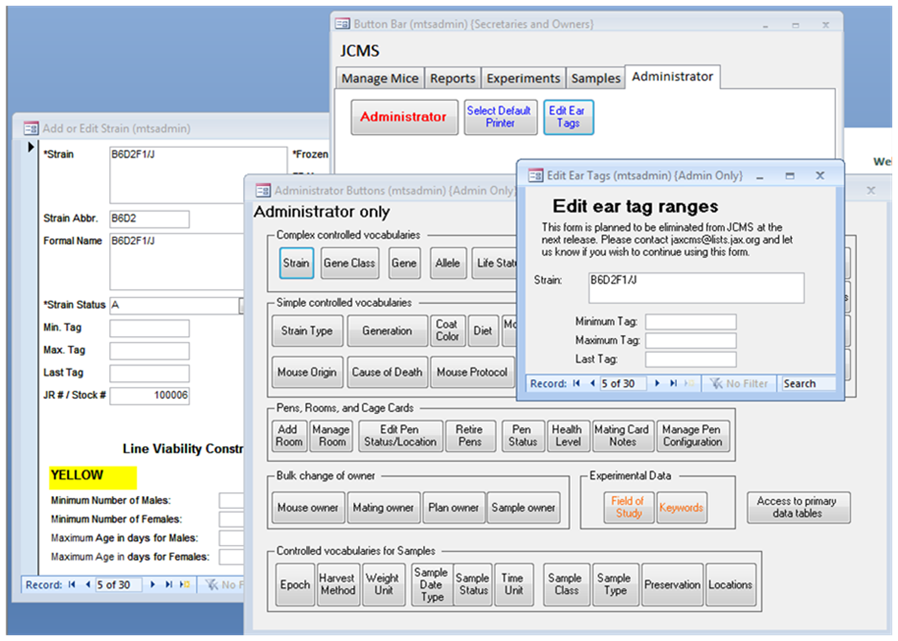 Button Bar (mtsadmin) {Secretaries and Owners}
JCMS
Manage Mice
Reports
Experiments
Samples
Administrator
Administrator
Select Default
Printer
Edit Ear
Tags
Add or Edit Strain (mtsadmin)
*Strain
B6D2F1/J
*Frozen
Strain Abbr.
B6D2
Formal Name
B6D2F1/J
*Strain Status
A
Min. Tag
Max. Tag
Last Tag
JR # / Stock #
100006
Line Viability Constr
YELLOW
Minimum Number of Males:
Minimum Number of Females:
Maximum Age in days for Males:
Maximum Age in days for Females:
Record:
5 of 30
No F
Administrator Buttons (mtsadmin) {Admin Only}
Administrator only
Complex controlled vocabularies
Strain
Gene Class
Gene
Allele
Life Statu
Simple controlled vocabularies
Strain Type
Generation
Coat
Color
Diet
Mouse Origin
Cause of Death
Mouse Protocol
Pens, Rooms, and Cage Cards
Add
Room
Manage
Room
Edit Pen
Status/Location
Retire
Pens
Pen
Status
Health
Level
Mating Card
Notes
Manage Pen
Configuration
Bulk change of owner
Mouse owner
Mating owner
Plan owner
Sample owner
Experimental Data
Field of
Study
Keywords
Access to primary
data tables
Controlled vocabularies for Samples
Epoch
Harvest
Method
Weight
Unit
Sample
Date
Type
Sample
Status
Time
Unit
Sample
Class
Sample
Type
Preservation
Locations
Edit Ear Tags (mtsadmin) {Admin Only}
Edit ear tag ranges
This form is planned to be eliminated from JCMS at the
next release. Please contact jaxcms@lists.jax.org and let
us know if you wish to continue using this form.
Strain:
B6D2F1/J
Minimum Tag:
Maximum Tag:
Last Tag:
Record:
5 of 30
No Filter
Search
We